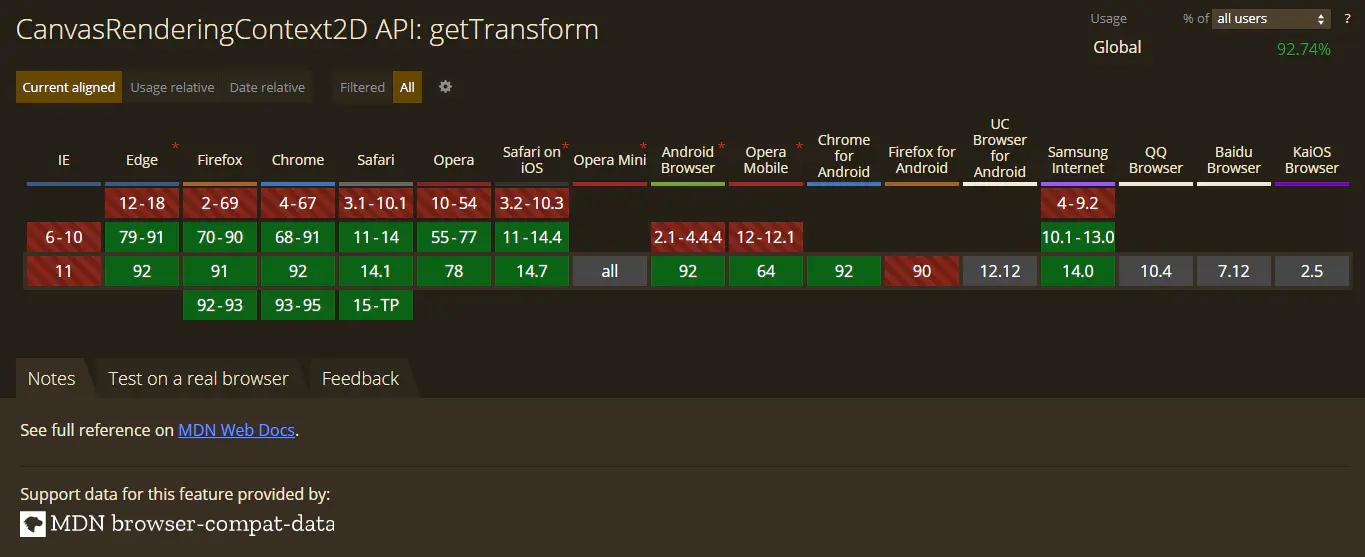 CanvasRenderingContext2D API: getTransform
Usage % of all users ?
Global 92.74%
Current aligned Usage relative Date relative Filtered All
IE Edge * Firefox Chrome Safari Opera Safari on iOS * Opera Mini * Android Browser * Opera Mobile * Chrome for Android Firefox for Android UC Browser for Android Samsung Internet QQ Browser Baidu Browser KaiOS Browser
12-18 2-69 4-67 3.1-10.1 10-54 3.2-10.3 4-9.2
6-10 79-91 70-90 68-91 11-14 55-77 11-14.4 2.1-4.4.4 12-12.1 10.1-13.0
11 92 91 92 14.1 78 14.7 all 92 64 92 90 12.12 14.0 10.4 7.12 2.5
92-93 93-95 15-TP
Notes Test on a real browser Feedback
See full reference on MDN Web Docs.
Support data for this feature provided by:
MDN browser-compat-data